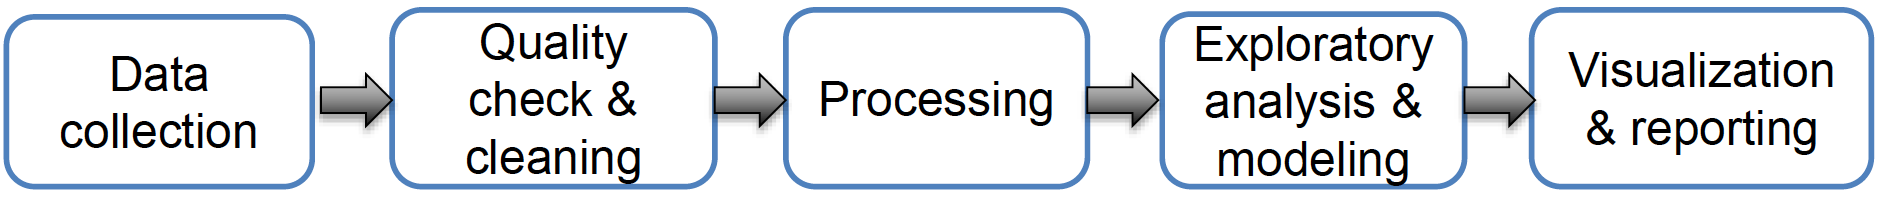 Data
collection
Quality
check &
cleaning
Processing
Exploratory
analysis &
modeling
Visualization
& reporting